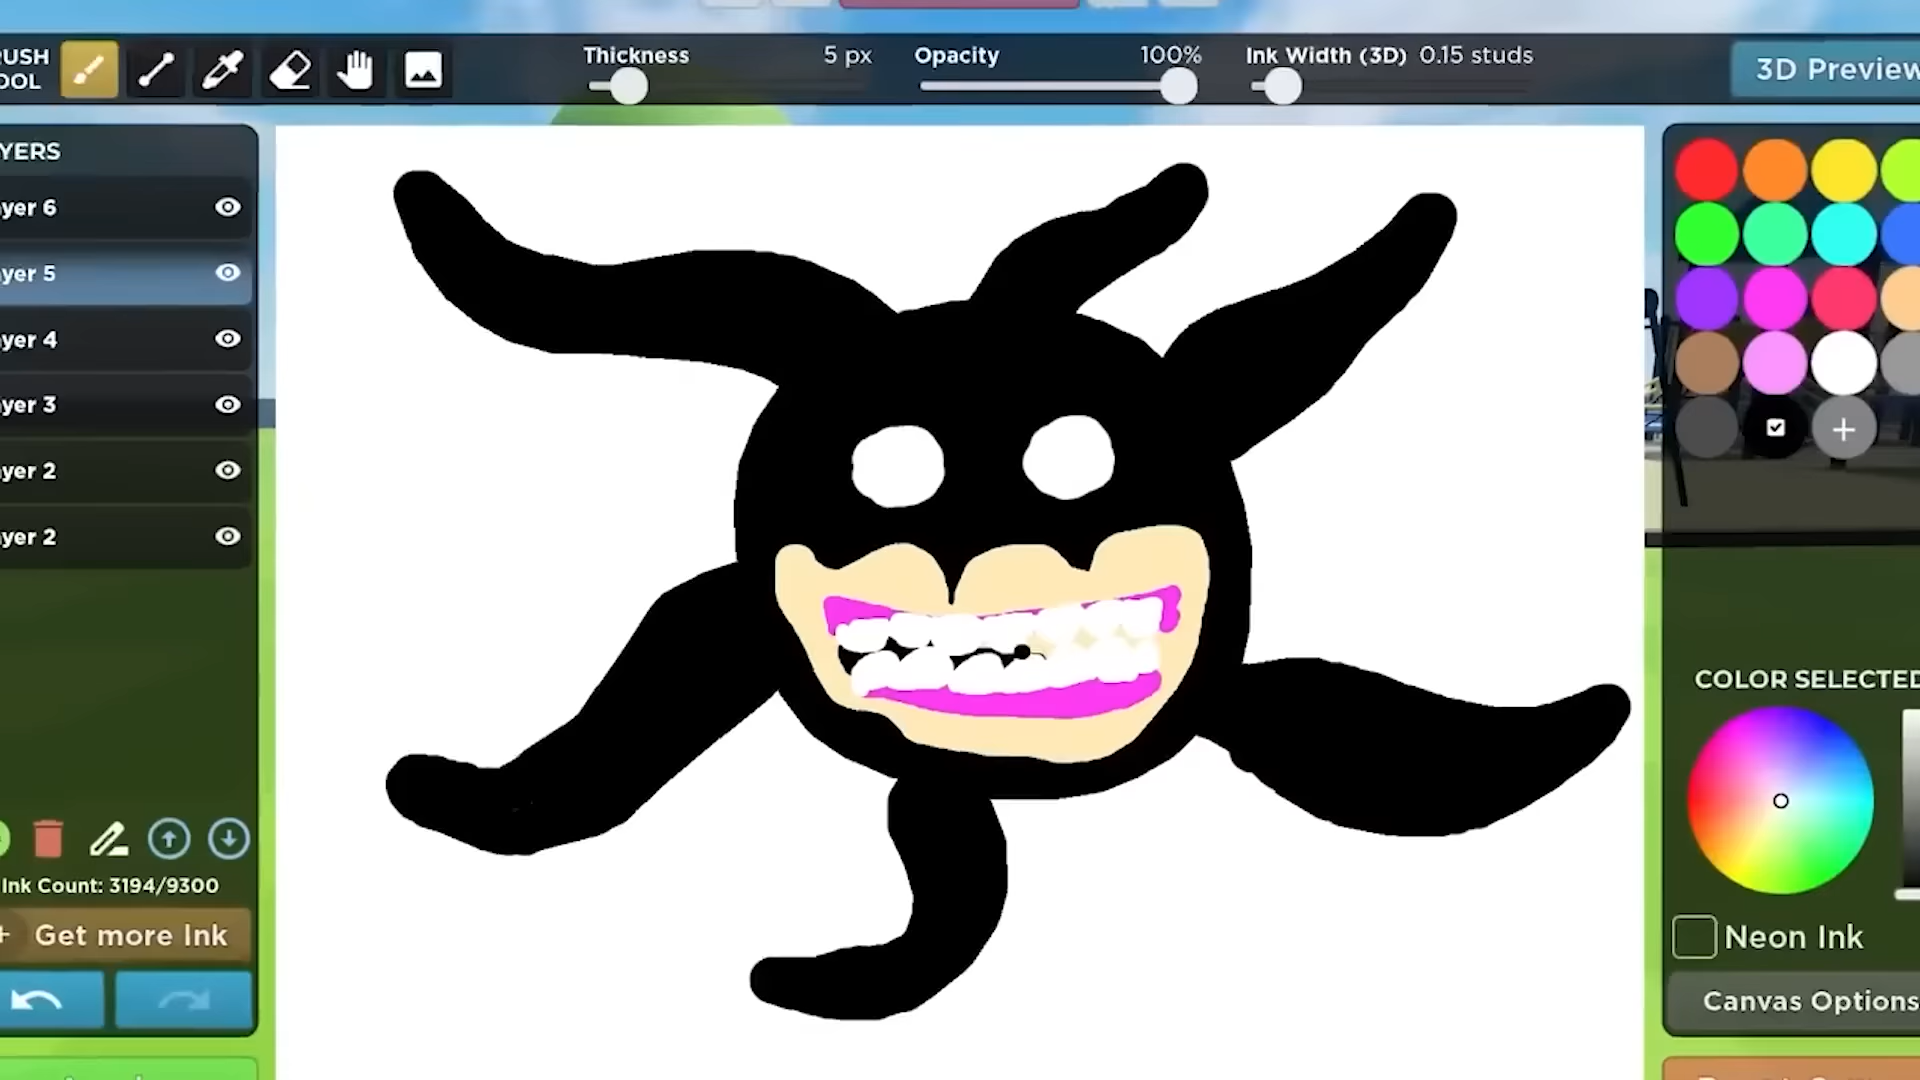 RUSH
OOL
Thickness
5 px
Opacity
100%
Ink Width (3D)
0.15 studs
3D Preview
YERS
yer 6
yer 5
yer 4
yer 3
yer 2
yer 2
Ink Count: 3194/9300
+ Get more Ink
COLOR SELECTED
Neon Ink
Canvas Options